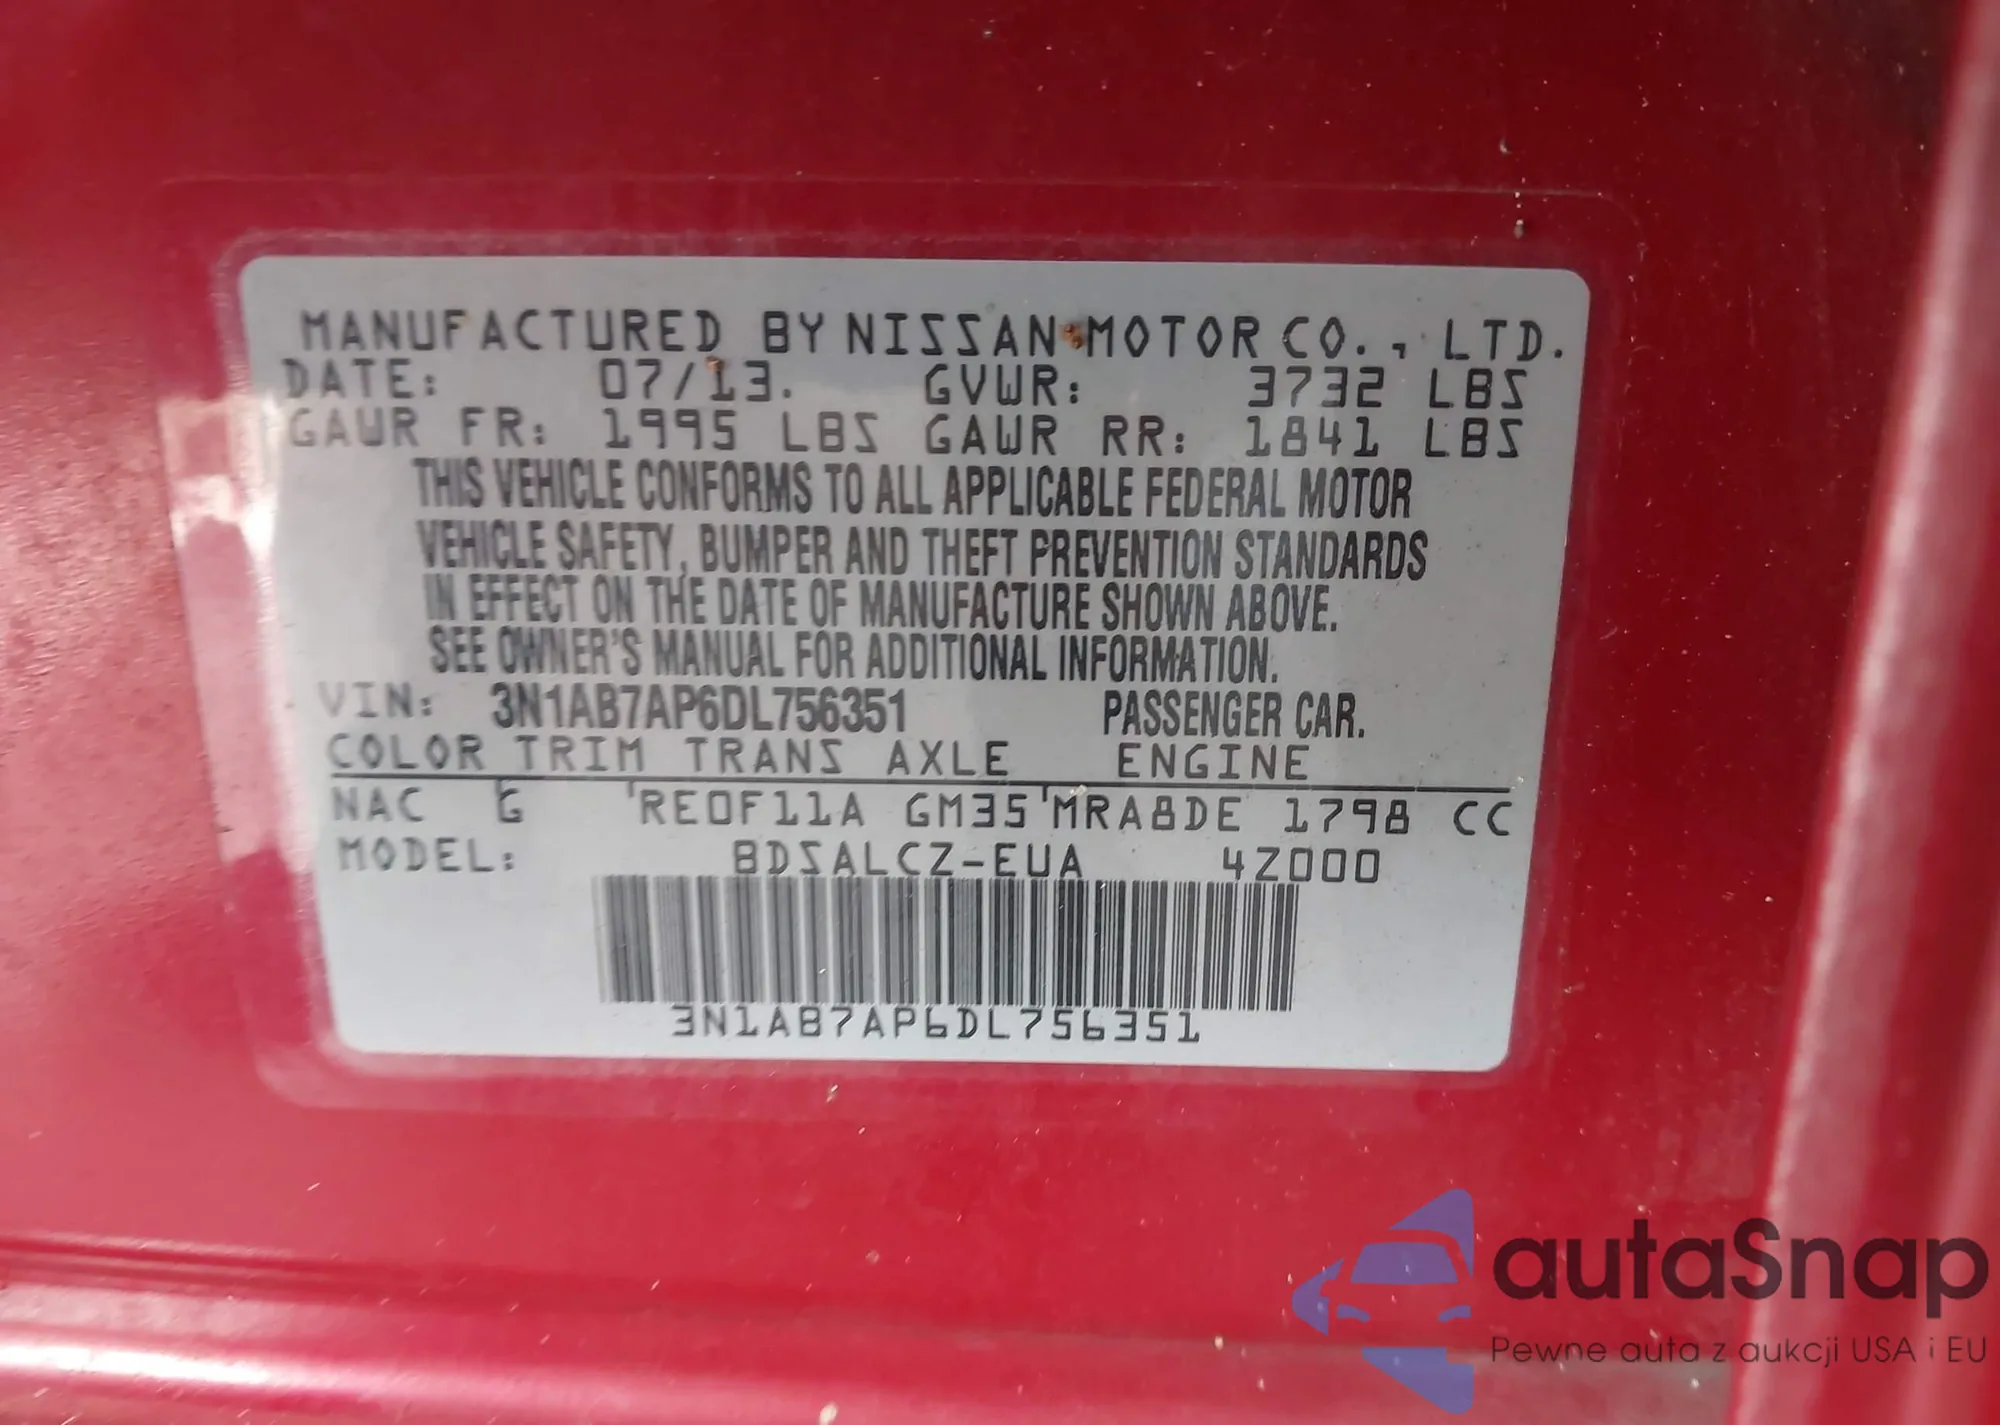 MANUFACTURED BY NISSAN MOTOR CO., LTD.
DATE: 07/13. GVWR: 3732 LBS
GAWR FR: 1995 LBS GAWR RR: 1841 LBS
THIS VEHICLE CONFORMS TO ALL APPLICABLE FEDERAL MOTOR
VEHICLE SAFETY, BUMPER AND THEFT PREVENTION STANDARDS
IN EFFECT ON THE DATE OF MANUFACTURE SHOWN ABOVE.
SEE OWNER'S MANUAL FOR ADDITIONAL INFORMATION.
VIN: 3N1AB7AP6DL756351 PASSENGER CAR.
COLOR TRIM TRANS AXLE ENGINE
NAC G RE0F11A GM35 MRA8DE 1798 CC
MODEL: BDSALCZ-EUA 4Z000
3N1AB7AP6DL756351
autaSnap
Pewne auta z aukcji USA i EU